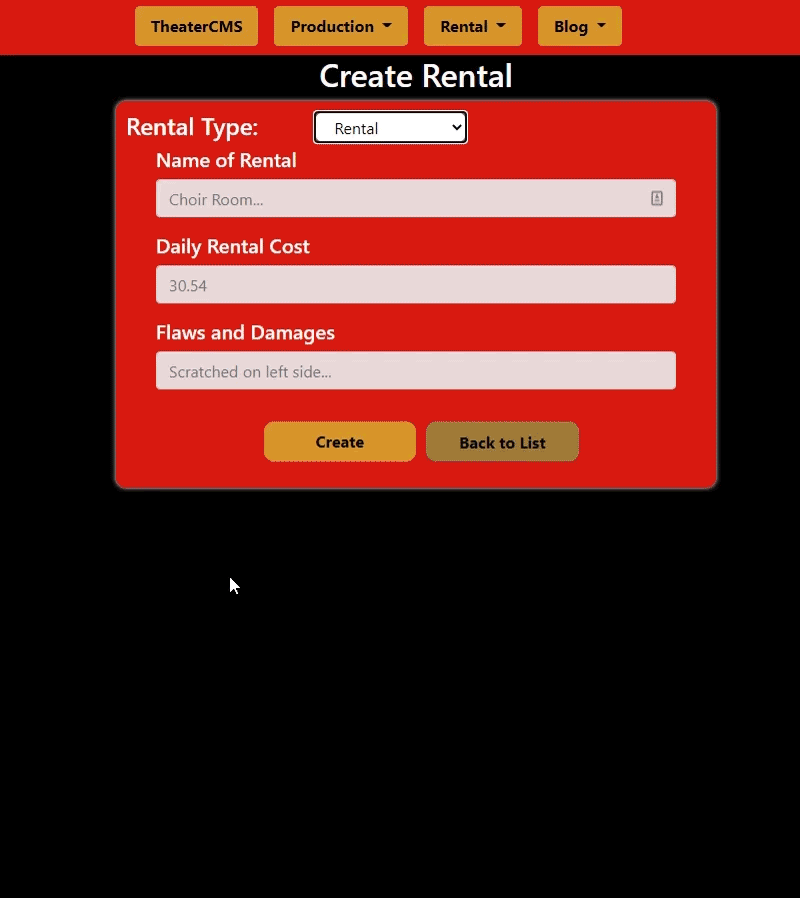 TheaterCMS Production Rental Blog
Create Rental
Rental Type: Rental
Name of Rental
Choir Room...
Daily Rental Cost
30.54
Flaws and Damages
Scratched on left side...
Create Back to List